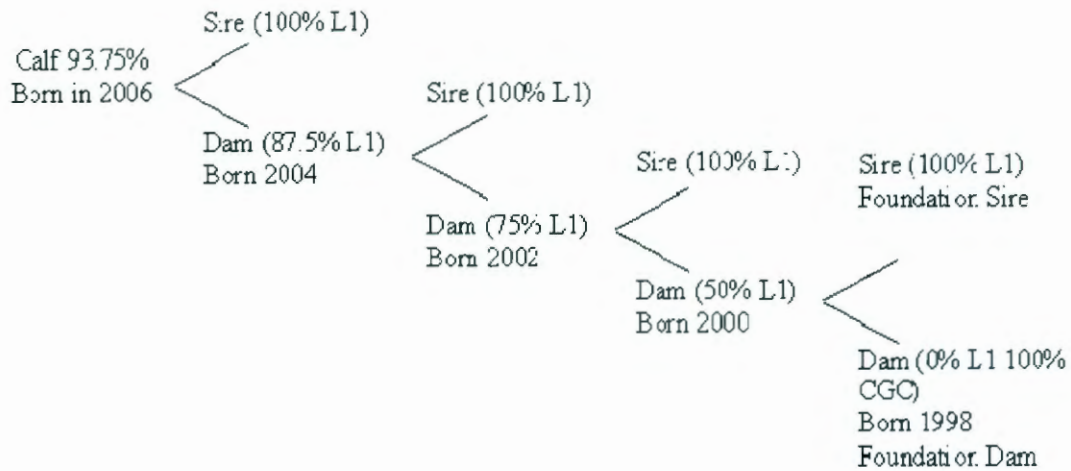 Sire (100% L1)
Calf 93.75%
Born in 2006
Sire (100% L1)
Dam (87.5% L1)
Born 2004
Sire (100% L1)
Sire (100% L1)
Foundation Sire
Dam (75% L1)
Born 2002
Dam (50% L1)
Born 2000
Dam (0% L1 100%
CGC)
Born 1998
Foundation Dam